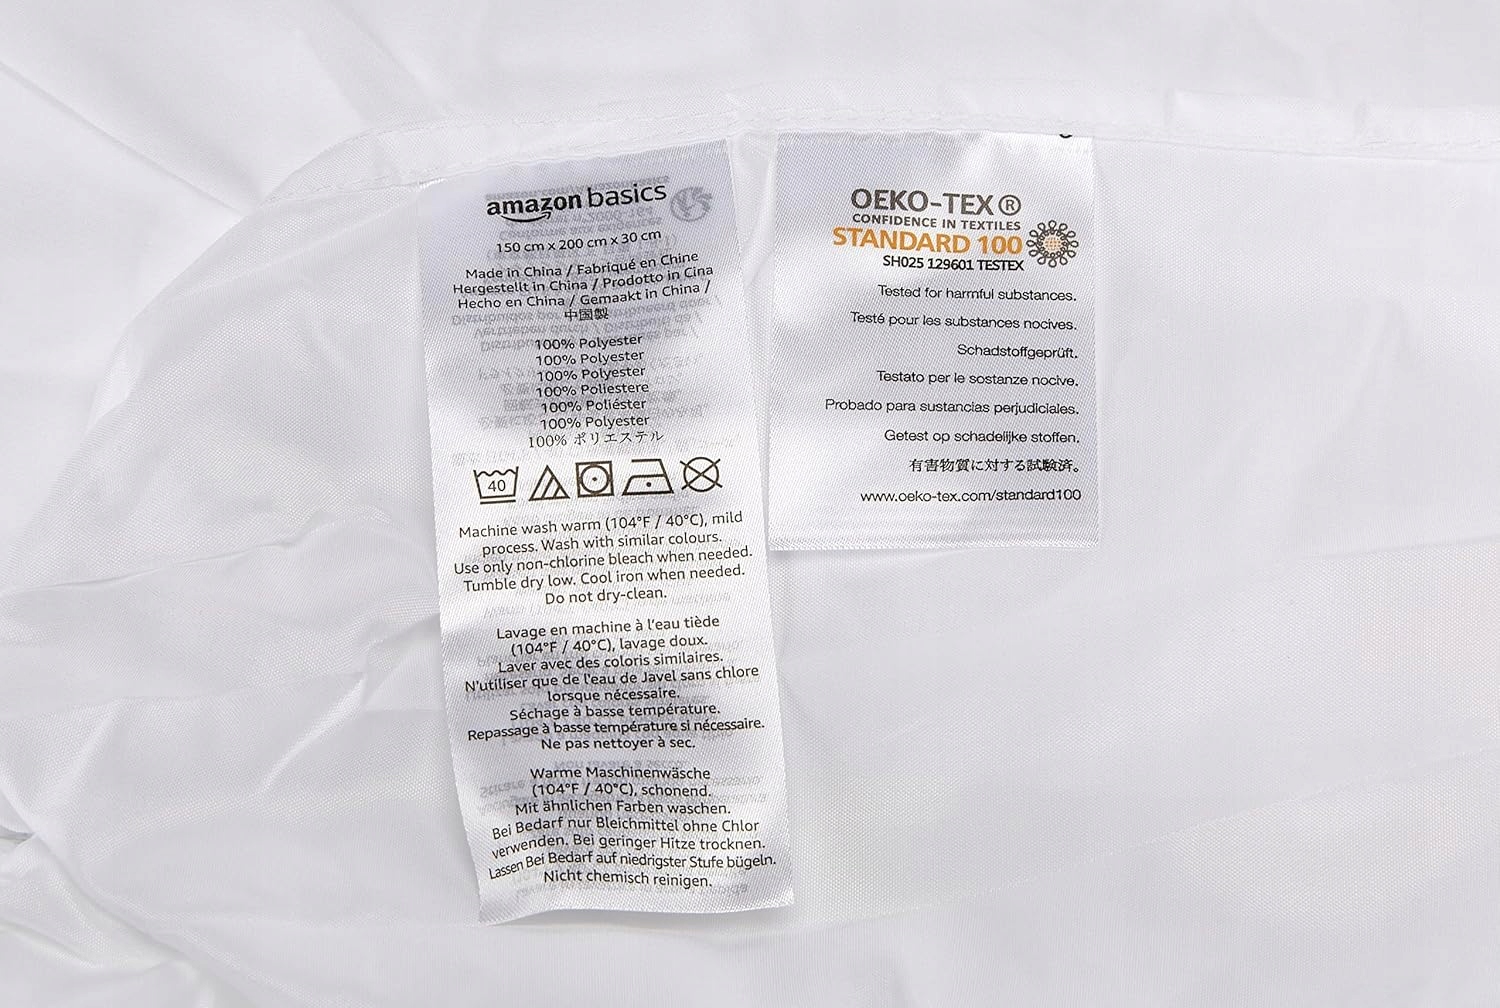 amazon basics
150 cm x 200 cm x 30 cm
Made in China / Fabriqué en Chine
Hergestellt in China / Prodotto in Cina
Hecho en China / Gemaakt in China /
中国製
100% Polyester
100% Polyester
100% Polyester
100% Poliestere
100% Poliéster
100% Polyester
100% ポリエステル
40
Machine wash warm (104°F / 40°C), mild
process. Wash with similar colours.
Use only non-chlorine bleach when needed.
Tumble dry low. Cool iron when needed.
Do not dry-clean.
Lavage en machine à l'eau tiède
(104°F / 40°C), lavage doux.
Laver avec des coloris similaires.
N'utiliser que de l'eau de Javel sans chlore
lorsque nécessaire.
Séchage à basse température.
Repassage à basse température si nécessaire.
Ne pas nettoyer à sec.
Warme Maschinenwäsche
(104°F / 40°C), schonend.
Mit ähnlichen Farben waschen.
Bei Bedarf nur Bleichmittel ohne Chlor
verwenden. Bei geringer Hitze trocknen.
Lassen Bei Bedarf auf niedrigster Stufe bügeln.
Nicht chemisch reinigen.
OEKO-TEX®
CONFIDENCE IN TEXTILES
STANDARD 100
SH025 129601 TESTEX
Tested for harmful substances.
Testé pour les substances nocives.
Schadstoffgeprüft.
Testato per le sostanze nocive.
Probado para sustancias perjudiciales.
Getest op schadelijke stoffen.
有害物質に対する試験済。
www.oeko-tex.com/standard100